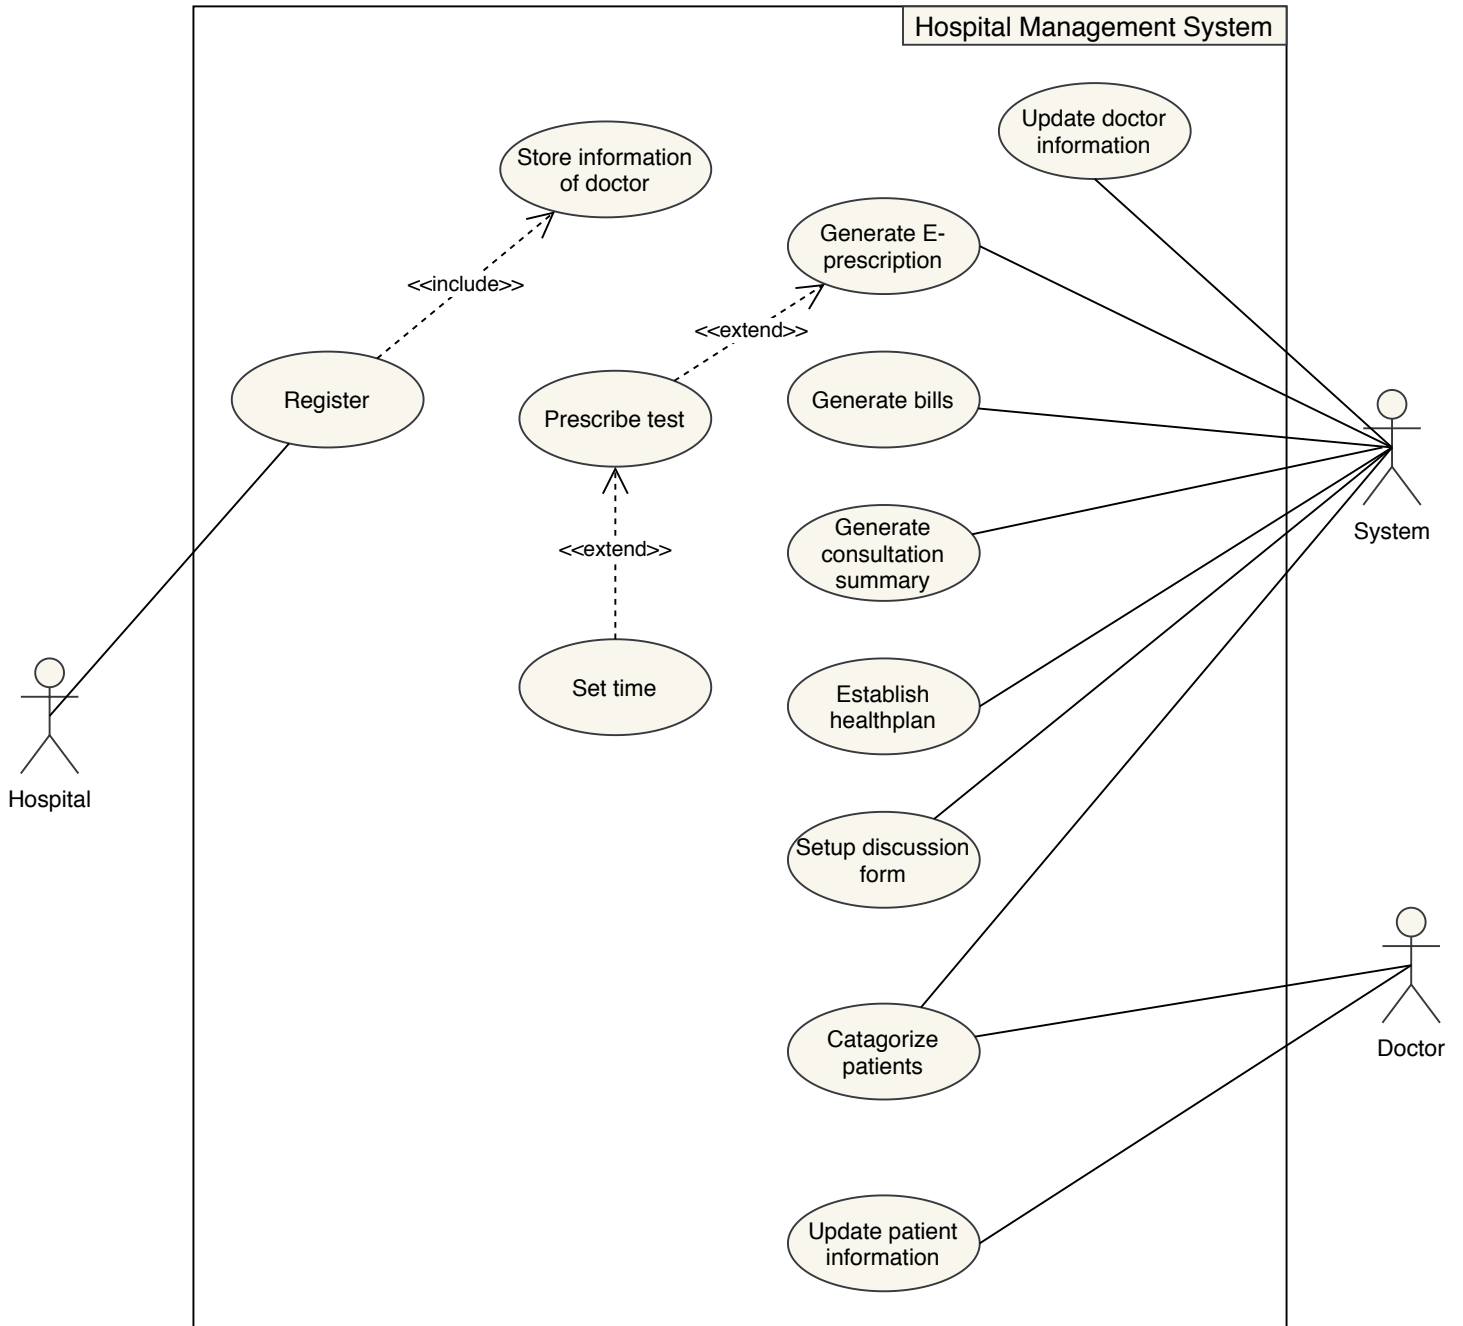 Hospital Management System
Update doctor
information
Store information
of doctor
Generate E-
prescription
<<include>>
<<extend>>
Register
Prescribe test
Generate bills
System
Generate
consultation
summary
<<extend>>
Set time
Establish
healthplan
Hospital
Setup discussion
form
Catagorize
patients
Doctor
Update patient
information